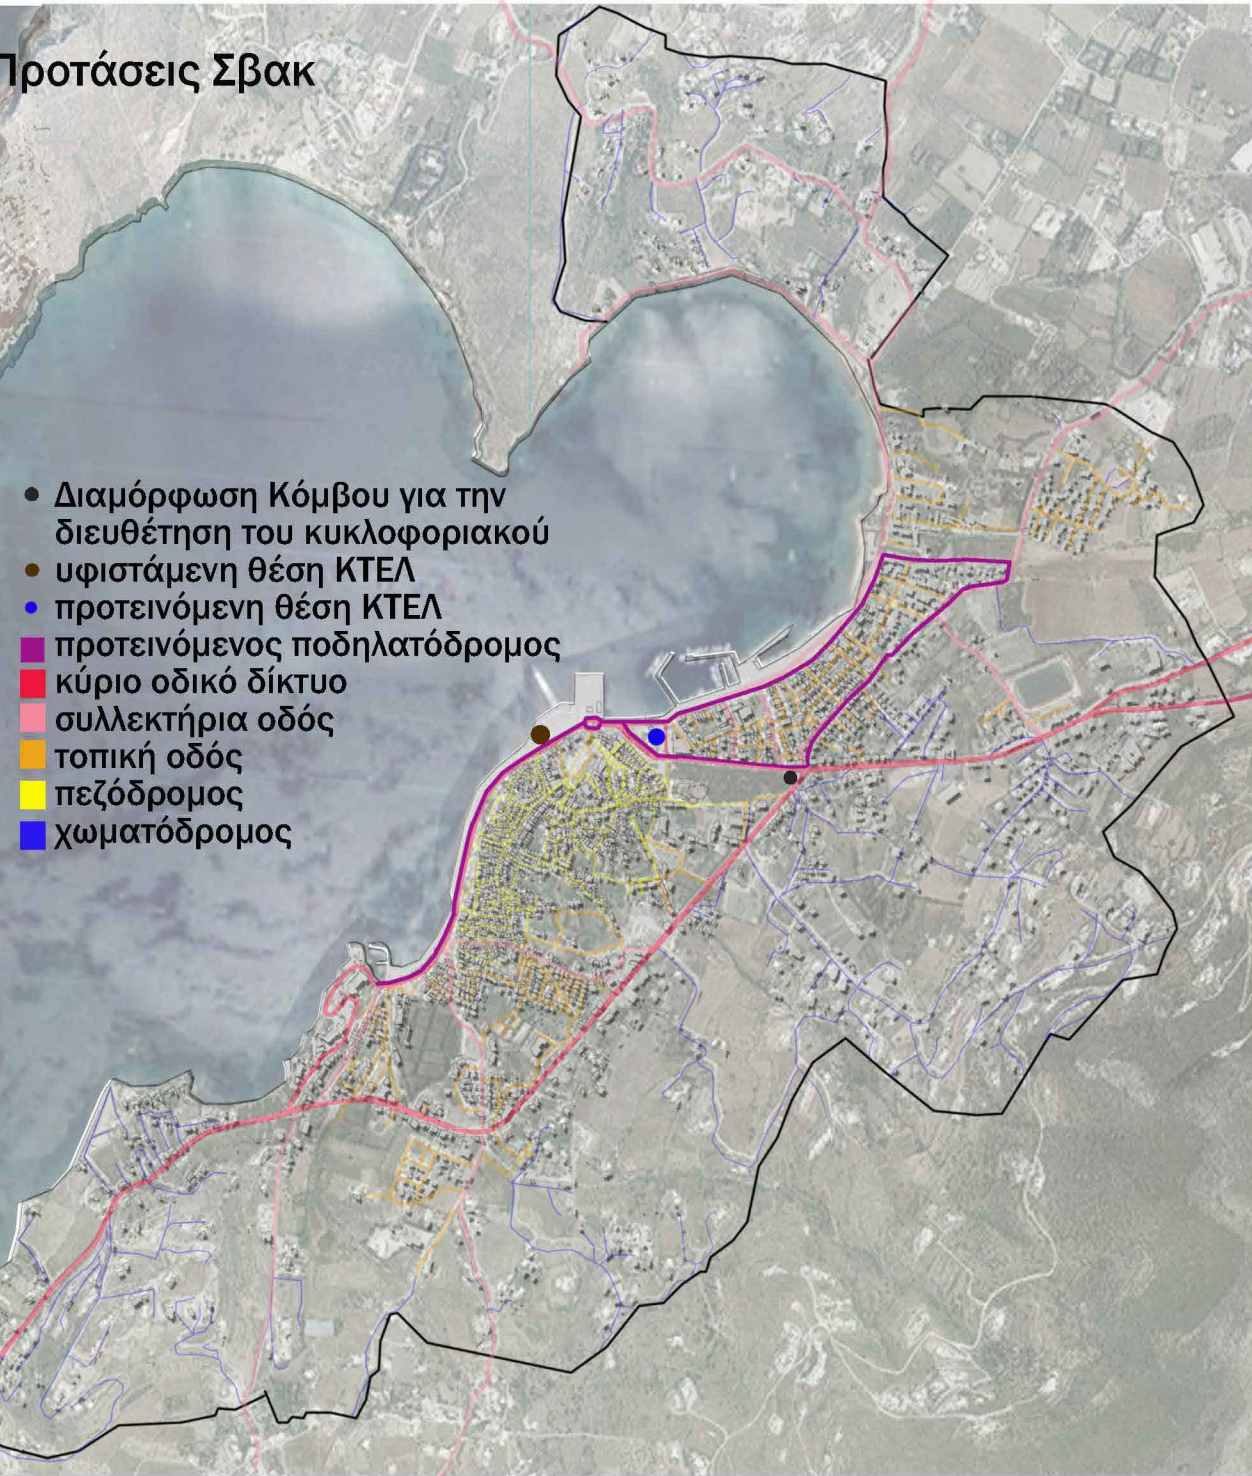 Προτάσεις Σβακ
Διαμόρφωση Κόμβου για την
διευθέτηση του κυκλοφοριακού
υφιστάμενη θέση ΚΤΕΛ
προτεινόμενη θέση ΚΤΕΛ
προτεινόμενος ποδηλατόδρομος
κύριο οδικό δίκτυο
συλλεκτήρια οδός
τοπική οδός
πεζόδρομος
χωματόδρομος